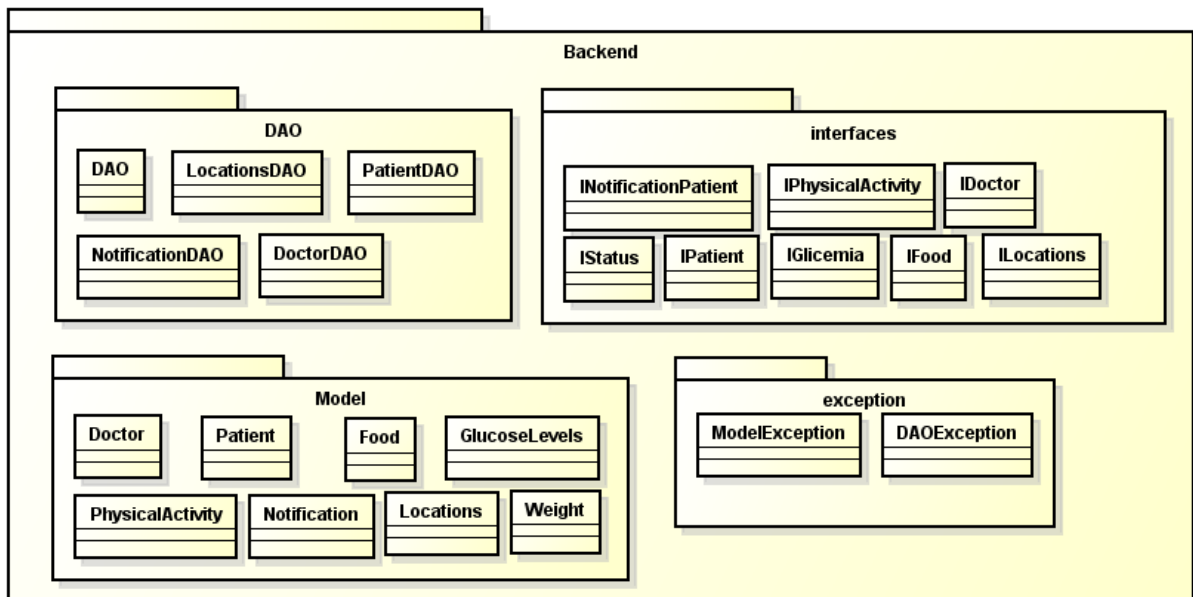 Backend
DAO
DAO LocationsDAO PatientDAO
NotificationDAO DoctorDAO
interfaces
INotificationPatient IPhysicalActivity IDoctor
IStatus IPatient IGlicemia IFood ILocations
Model
Doctor Patient Food GlucoseLevels
PhysicalActivity Notification Locations Weight
exception
ModelException DAOException